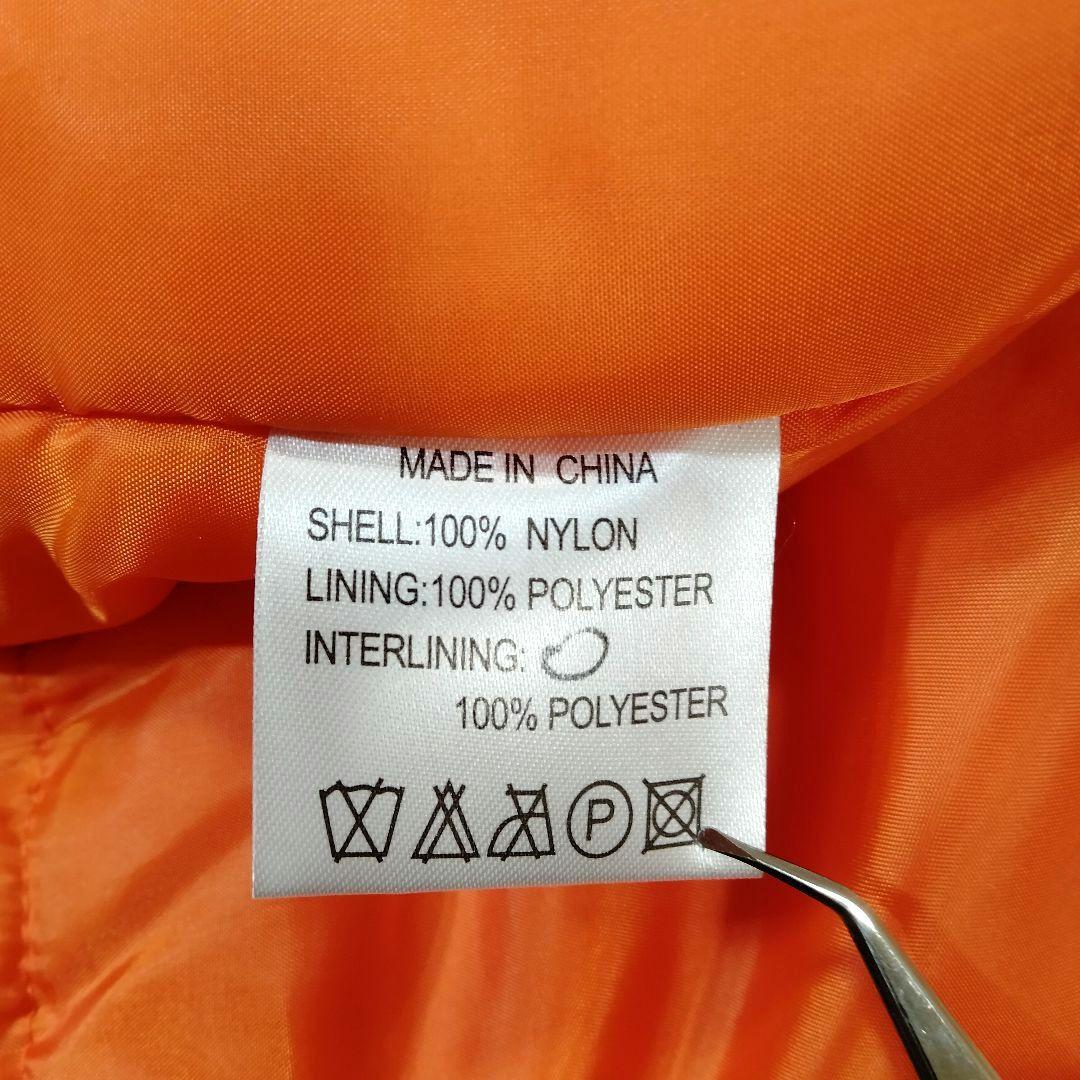 MADE IN CHINA
SHELL:100% NYLON
LINING:100% POLYESTER
INTERLINING:
100% POLYESTER
P